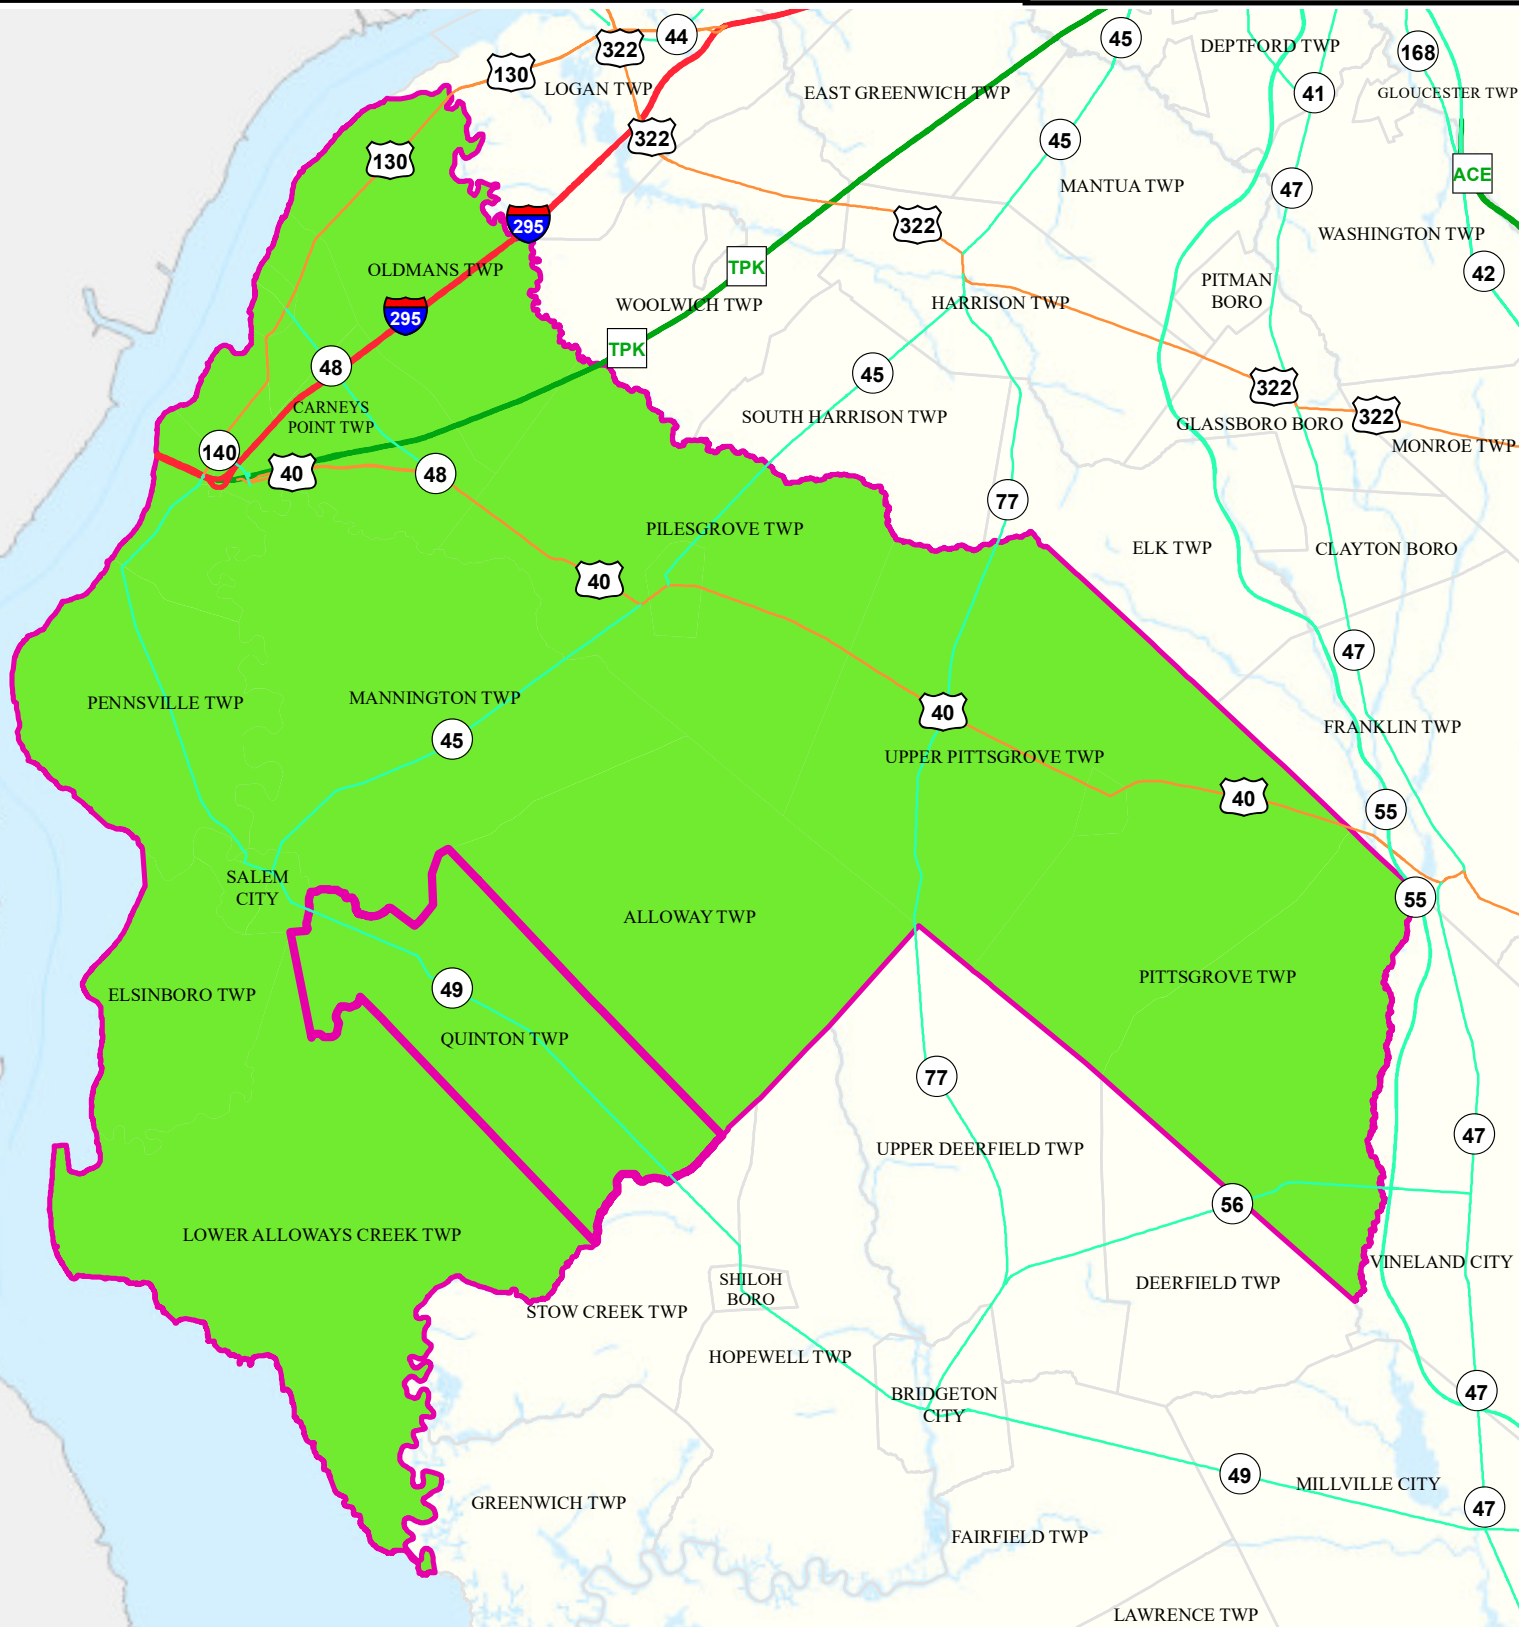 44
45
DEPTFORD TWP
168
322
130
LOGAN TWP
EAST GREENWICH TWP
41
GLOUCESTER TWP
322
45
130
ACE
MANTUA TWP
47
295
322
WASHINGTON TWP
OLDMANS TWP
TPK
42
PITMAN
BORO
WOOLWICH TWP
HARRISON TWP
295
TPK
48
45
322
CARNEYS
POINT TWP
SOUTH HARRISON TWP
322
GLASSBORO BORO
MONROE TWP
140
40
48
77
PILESGROVE TWP
ELK TWP
CLAYTON BORO
40
47
PENNSVILLE TWP
MANNINGTON TWP
40
FRANKLIN TWP
45
UPPER PITTSGROVE TWP
40
55
SALEM
CITY
55
ALLOWAY TWP
PITTSGROVE TWP
ELSINBORO TWP
49
QUINTON TWP
77
47
UPPER DEERFIELD TWP
56
LOWER ALLOWAYS CREEK TWP
VINELAND CITY
SHILOH
BORO
DEERFIELD TWP
STOW CREEK TWP
HOPEWELL TWP
47
BRIDGETON
CITY
49
MILLVILLE CITY
GREENWICH TWP
47
FAIRFIELD TWP
LAWRENCE TWP